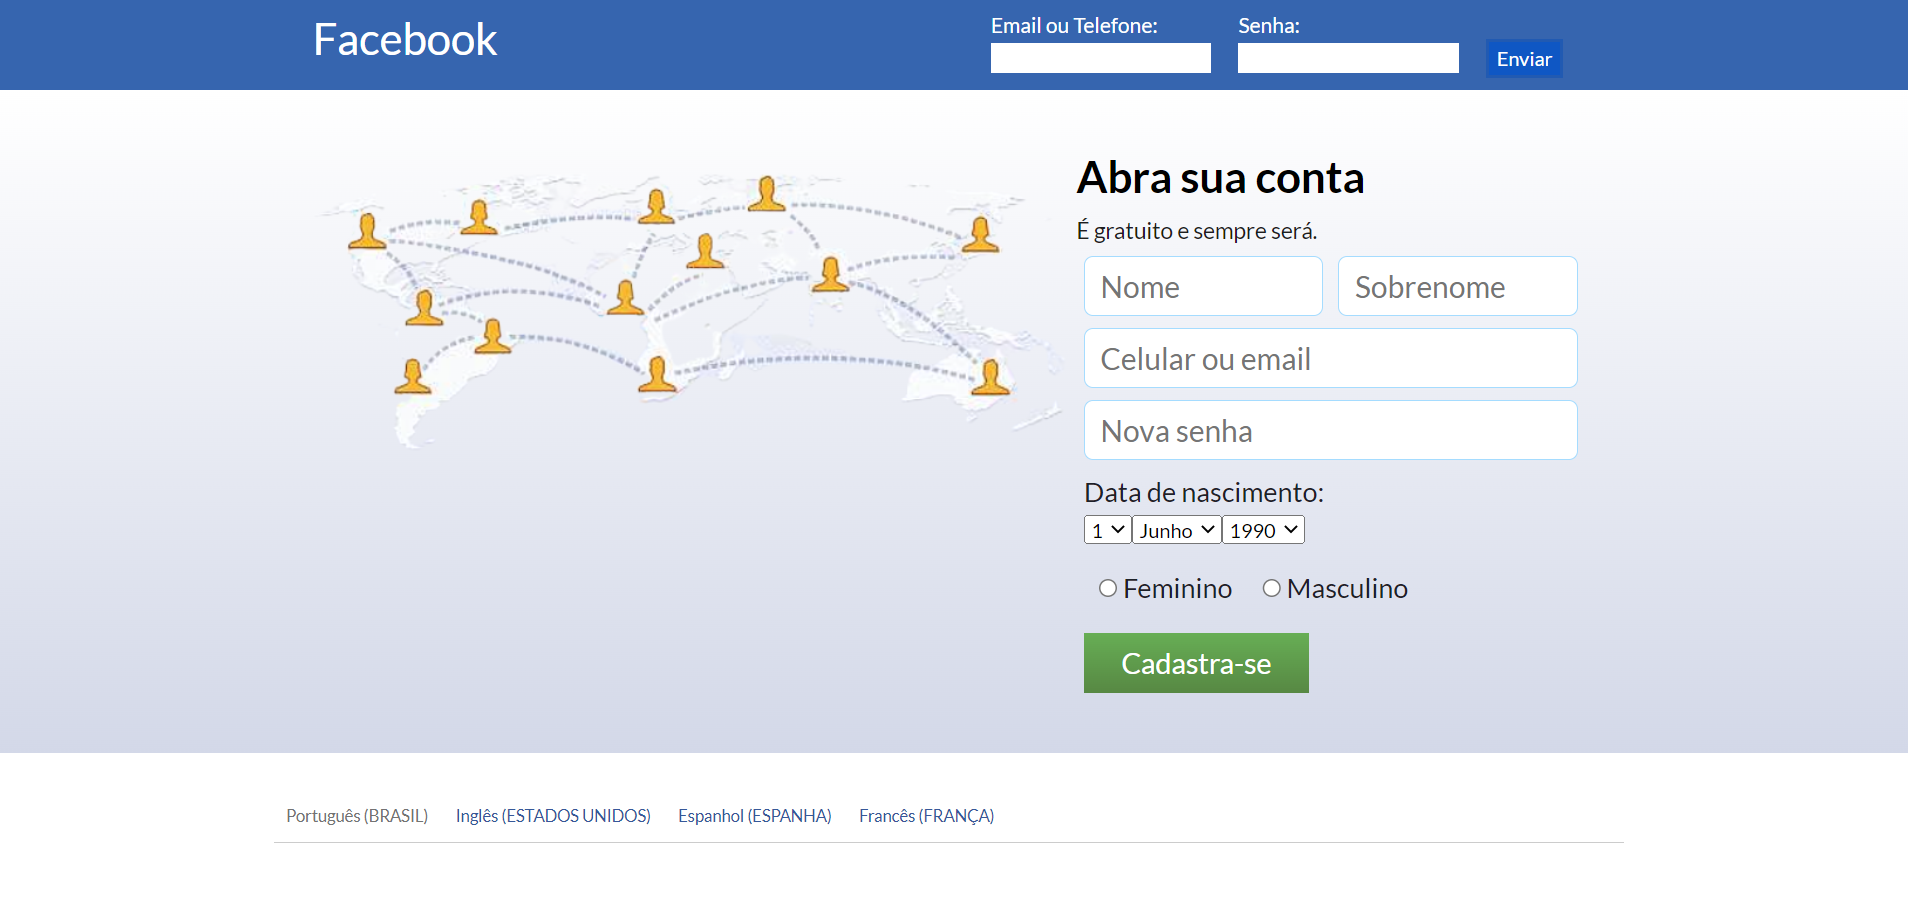 Facebook
Email ou Telefone:
Senha:
Enviar
Abra sua conta
É gratuito e sempre será.
Nome
Sobrenome
Celular ou email
Nova senha
Data de nascimento:
1 Junho 1990
Feminino Masculino
Cadastra-se
Português (BRASIL) Inglês (ESTADOS UNIDOS) Espanhol (ESPANHA) Francês (FRANÇA)